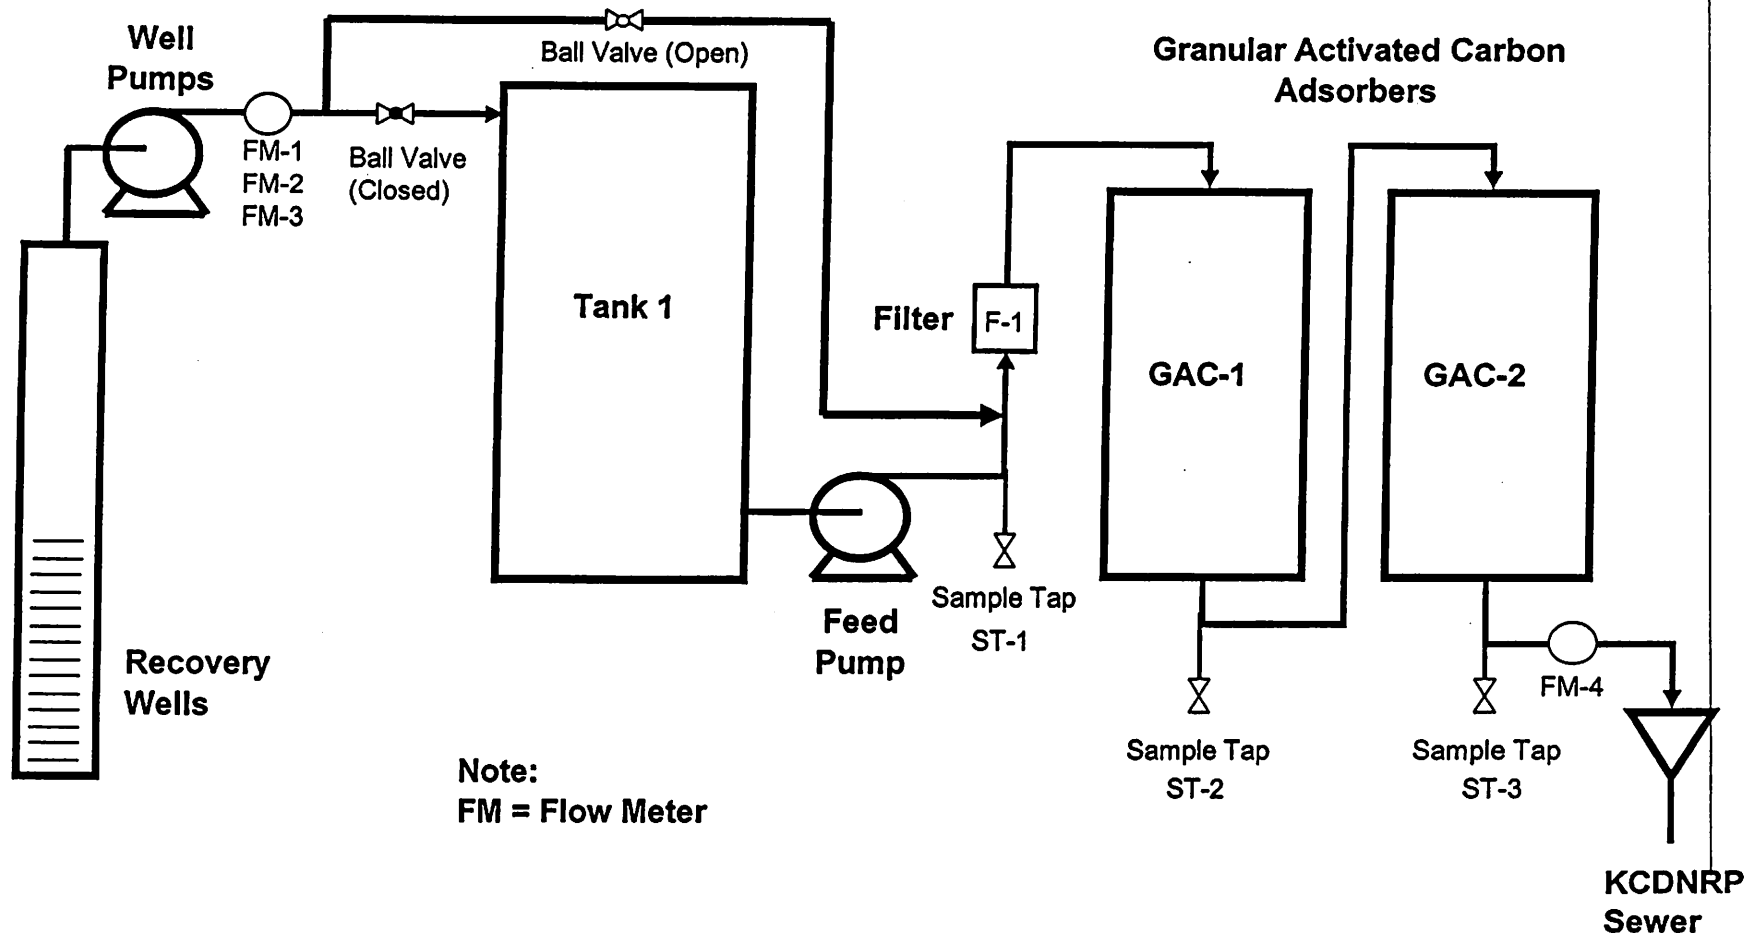 Well
Pumps
Ball Valve (Open)
Granular Activated Carbon
Adsorbers
FM-1
FM-2
FM-3
Ball Valve
(Closed)
Tank 1
Filter
F-1
GAC-1
GAC-2
Sample Tap
ST-1
Feed
Pump
Recovery
Wells
FM-4
Sample Tap
ST-2
Sample Tap
ST-3
Note:
FM = Flow Meter
KCDNRP
Sewer